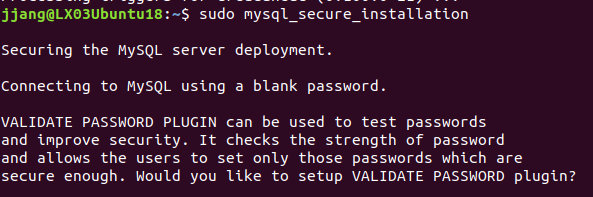 jjang@LX03Ubuntu18:~$ sudo mysql_secure_installation
Securing the MySQL server deployment.
Connecting to MySQL using a blank password.
VALIDATE PASSWORD PLUGIN can be used to test passwords
and improve security. It checks the strength of password
and allows the users to set only those passwords which are
secure enough. Would you like to setup VALIDATE PASSWORD plugin?